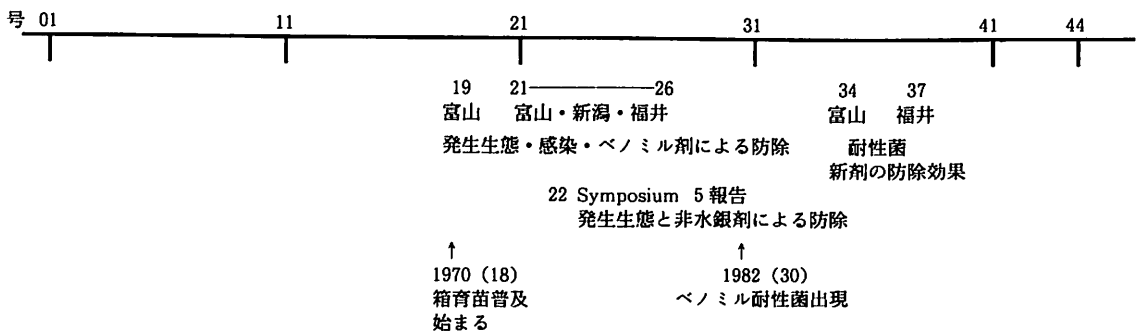 号 01 11 21 31 41 44
19 21 26 34 37
富山 富山・新潟・福井 富山 福井
発生生態・感染・ベノミル剤による防除 耐性菌
新剤の防除効果
22 Symposium 5報告
発生生態と非水銀剤による防除
↑ ↑
1970 (18) 1982 (30)
箱育苗普及 ベノミル耐性菌出現
始まる